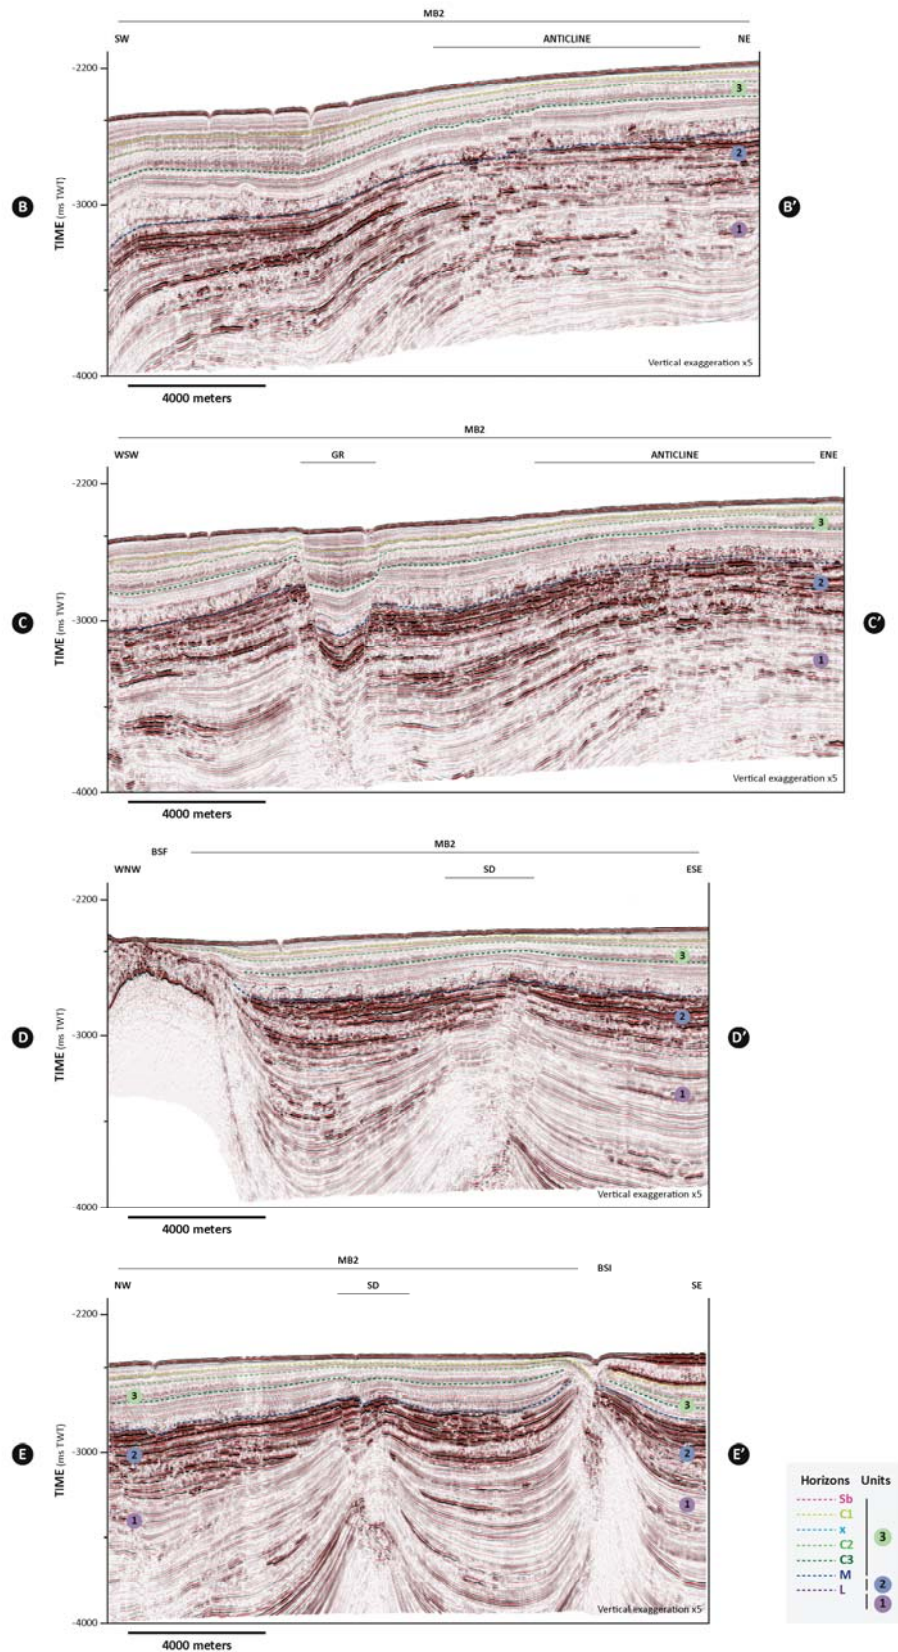 MB2
SW ANTICLINE NE
-2200
3
2
B TIME (ms TWT) -3000 B'
1
Vertical exaggeration x5
-4000
4000 meters
MB2
WSW GR ANTICLINE ENE
-2200
3
2
C TIME (ms TWT) -3000 C'
1
Vertical exaggeration x5
-4000
4000 meters
MB2
BSF
WNW SD ESE
-2200
3
2
D TIME (ms TWT) -3000 D'
1
Vertical exaggeration x5
-4000
4000 meters
MB2
BSI
NW SD SE
-2200
3 3
E TIME (ms TWT) -3000 2 2 E'
1 1
Vertical exaggeration x5
-4000
4000 meters
Horizons Units
Sb
C1
x
C2 3
C3
M 2
L 1